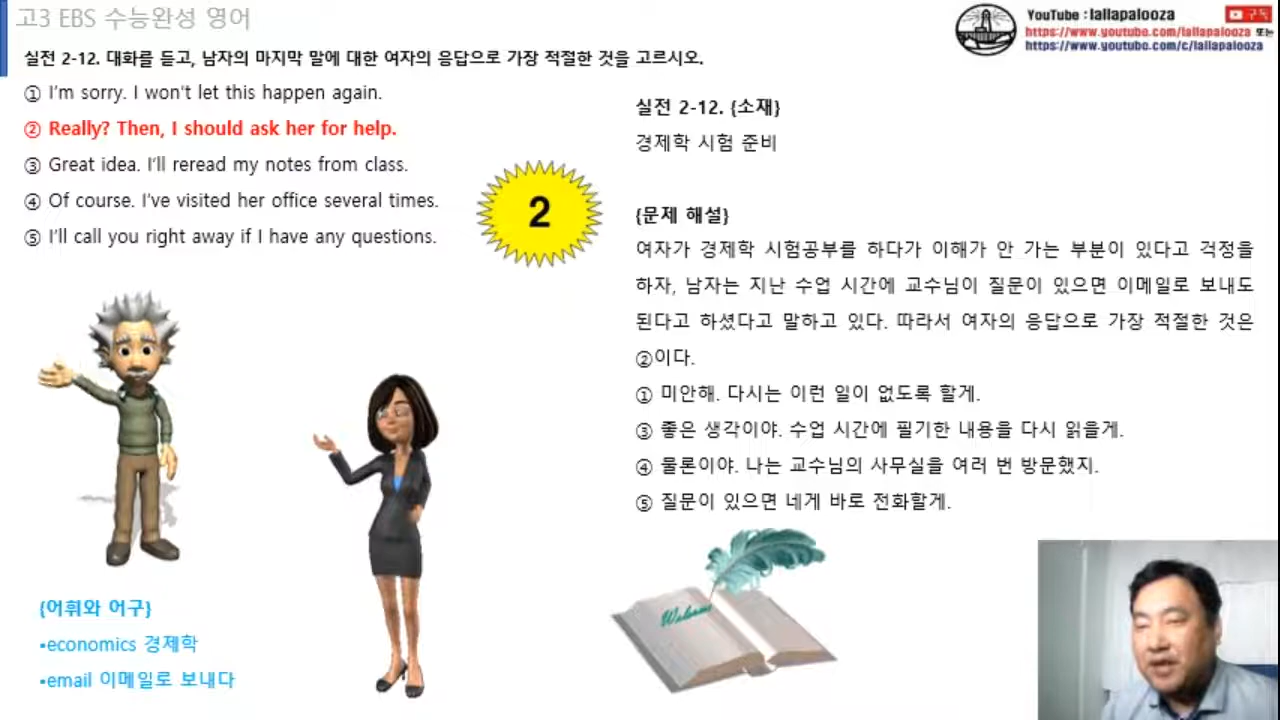 고3 EBS 수능완성 영어
YouTube : lallapalooza
구독
https://www.youtube.com/lallapalooza 또는
https://www.youtube.com/c/lallapalooza
실전 2-12. 대화를 듣고, 남자의 마지막 말에 대한 여자의 응답으로 가장 적절한 것을 고르시오.
① I'm sorry. I won't let this happen again.
② Really? Then, I should ask her for help.
③ Great idea. I'll reread my notes from class.
④ Of course. I've visited her office several times.
⑤ I'll call you right away if I have any questions.
2
실전 2-12. {소재}
경제학 시험 준비
{문제 해설}
여자가 경제학 시험공부를 하다가 이해가 안 가는 부분이 있다고 걱정을
하자, 남자는 지난 수업 시간에 교수님이 질문이 있으면 이메일로 보내도
된다고 하셨다고 말하고 있다. 따라서 여자의 응답으로 가장 적절한 것은
②이다.
① 미안해. 다시는 이런 일이 없도록 할게.
③ 좋은 생각이야. 수업 시간에 필기한 내용을 다시 읽을게.
④ 물론이야. 나는 교수님의 사무실을 여러 번 방문했지.
⑤ 질문이 있으면 네게 바로 전화할게.
Welcome
{어휘와 어구}
▪economics 경제학
▪email 이메일로 보내다